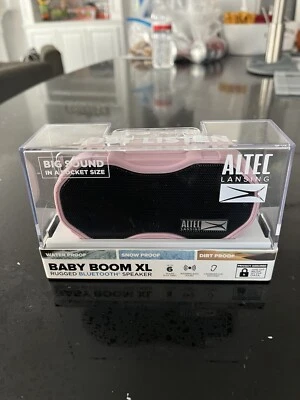 BIG SOUND
IN A POCKET SIZE
ALTEC
LANSING
ALTEC
LANSING
WATER PROOF
SNOW PROOF
DIRT PROOF
BABY BOOM XL
RUGGED BLUETOOTH® SPEAKER
6